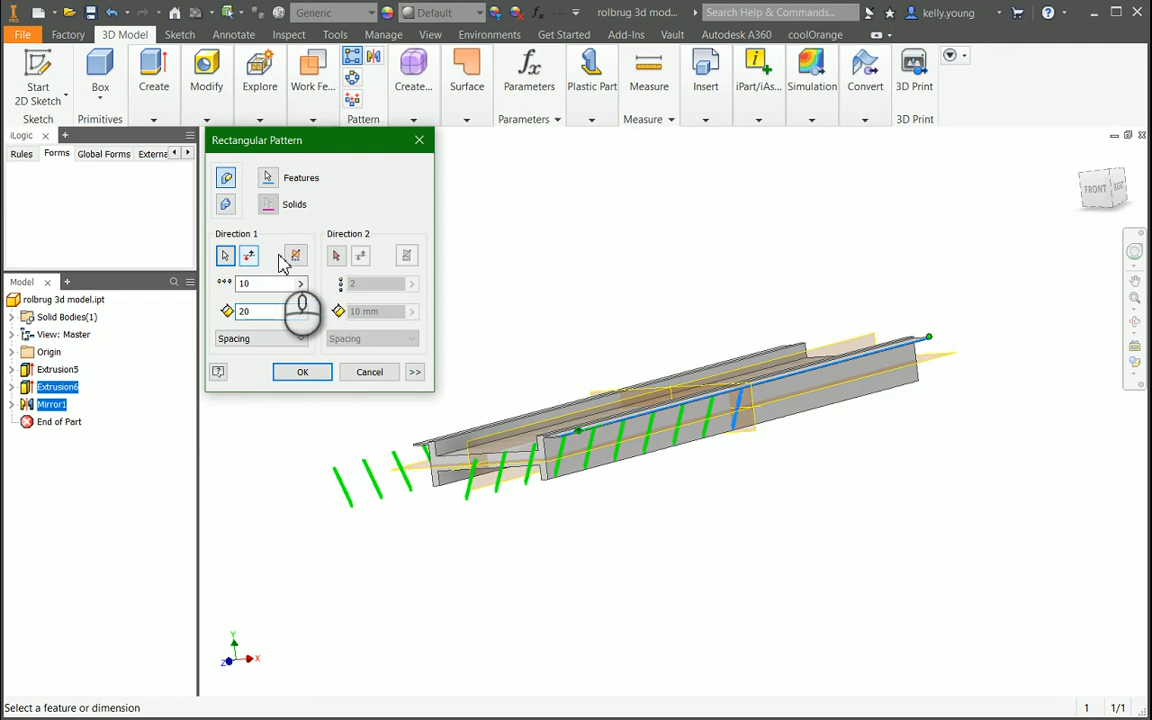 PRO
Generic
Default
rolbrug 3d mod...
Search Help & Commands...
kelly.young
File
Factory
3D Model
Sketch
Annotate
Inspect
Tools
Manage
View
Environments
Get Started
Add-Ins
Vault
Autodesk A360
coolOrange
Start
2D Sketch
Box
Create
Modify
Explore
Work Fe...
Create...
Surface
Parameters
Plastic Part
Measure
Insert
iPart/iAs...
Simulation
Convert
3D Print
Sketch
Primitives
Pattern
Parameters
Measure
3D Print
iLogic
Rules
Forms
Global Forms
Externa
Rectangular Pattern
Features
Solids
Direction 1
Direction 2
10
2
20
10 mm
Spacing
Spacing
OK
Cancel
>>
Model
rolbrug 3d model.ipt
Solid Bodies(1)
View: Master
Origin
Extrusion5
Extrusion6
Mirror1
End of Part
FRONT
Y
Z
X
Select a feature or dimension
1
1/1